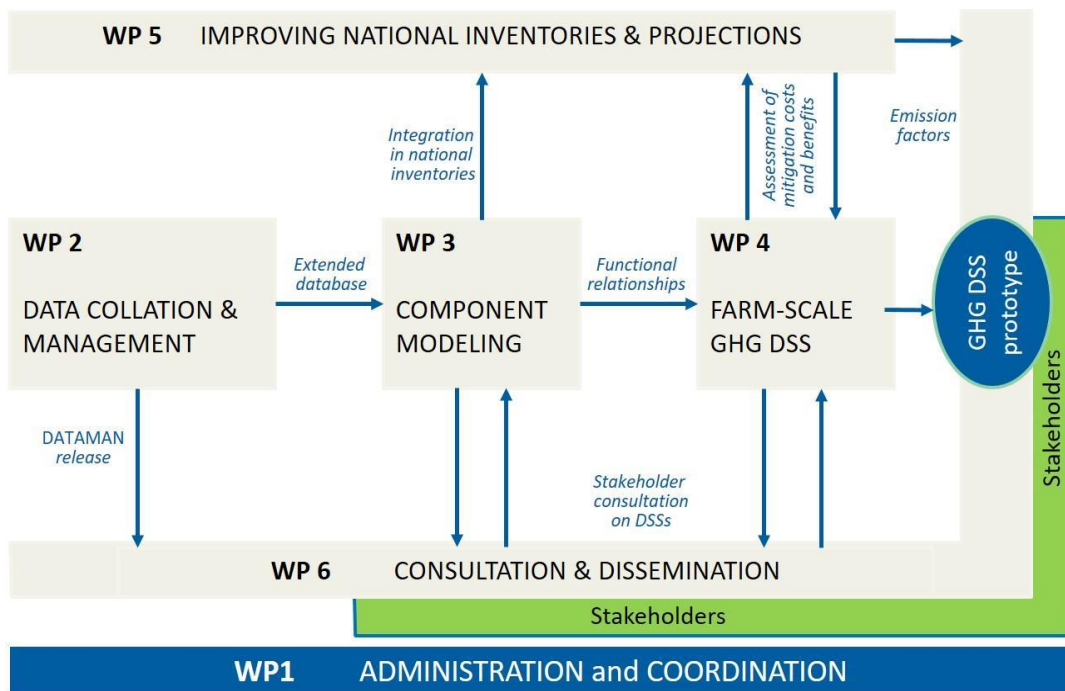 WP 5 IMPROVING NATIONAL INVENTORIES & PROJECTIONS
Integration
in national
inventories
Assessment of
mitigation costs
and benefits
Emission
factors
WP 2
DATA COLLATION &
MANAGEMENT
Extended
database
WP 3
COMPONENT
MODELING
Functional
relationships
WP 4
FARM-SCALE
GHG DSS
GHG DSS
prototype
Stakeholders
DATAMAN
release
Stakeholder
consultation
on DSSs
WP 6 CONSULTATION & DISSEMINATION
Stakeholders
WP1 ADMINISTRATION and COORDINATION